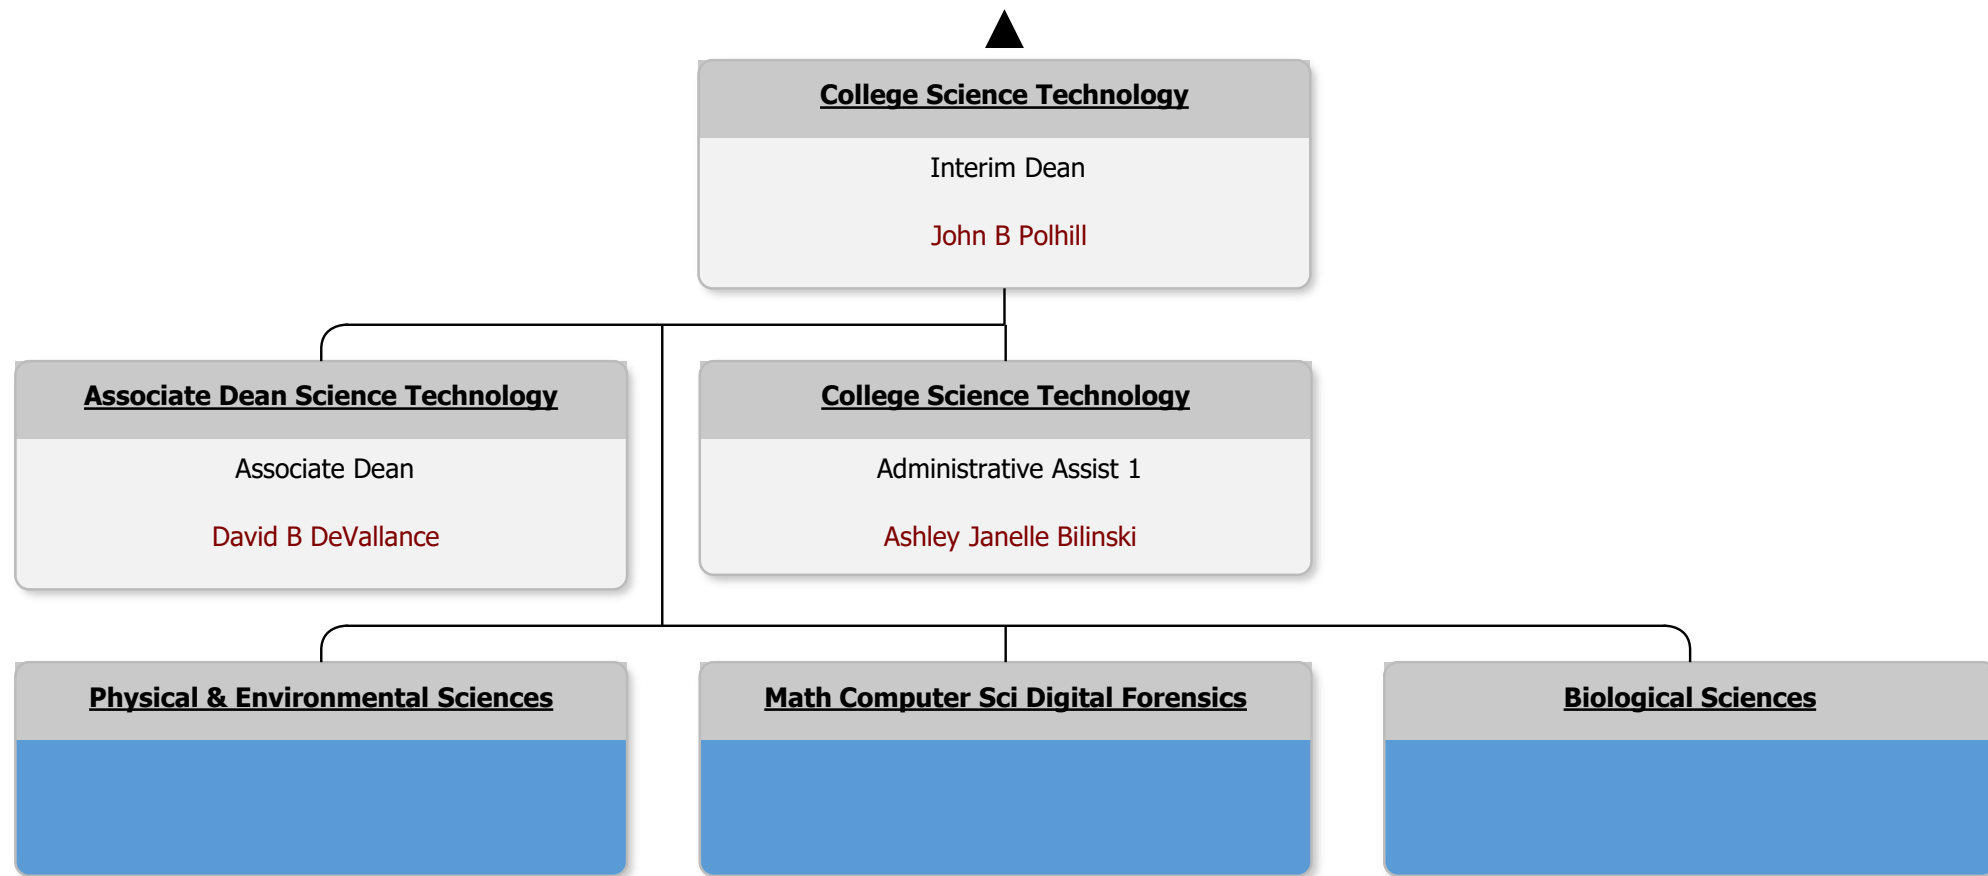 College Science Technology
Interim Dean
John B Polhill
Associate Dean Science Technology
Associate Dean
David B DeVallance
College Science Technology
Administrative Assist 1
Ashley Janelle Bilinski
Physical & Environmental Sciences
Math Computer Sci Digital Forensics
Biological Sciences